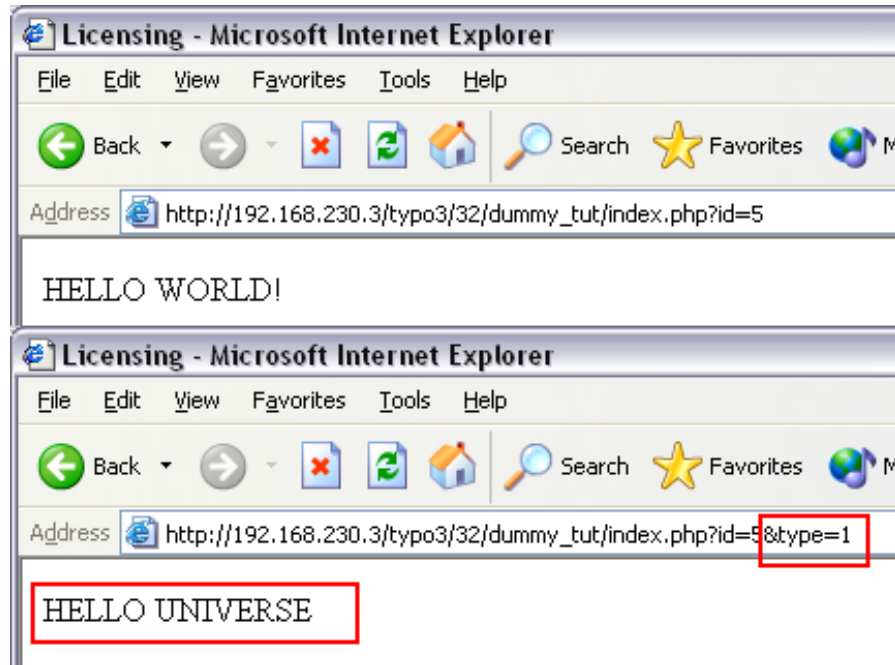 Licensing - Microsoft Internet Explorer
File Edit View Favorites Tools Help
Back Search Favorites
Address http://192.168.230.3/typo3/32/dummy_tut/index.php?id=5
HELLO WORLD!
Licensing - Microsoft Internet Explorer
File Edit View Favorites Tools Help
Back Search Favorites
Address http://192.168.230.3/typo3/32/dummy_tut/index.php?id=5&type=1
HELLO UNIVERSE